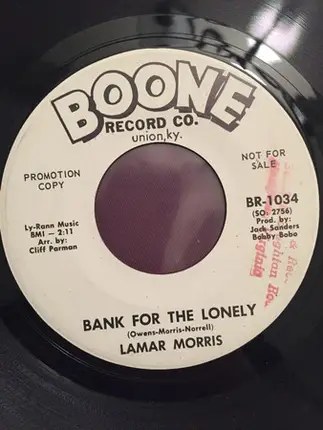 BOONE
RECORD CO.
union,ky.
PROMOTION
COPY
NOT FOR
SALE
Ly-Rann Music
BMI - 2:11
Arr. by:
Cliff Parman
BR-1034
(SO: 2756)
Prod. by:
Jack Sanders
Bobby Bobo
BANK FOR THE LONELY
(Owens-Morris-Norrell)
LAMAR MORRIS